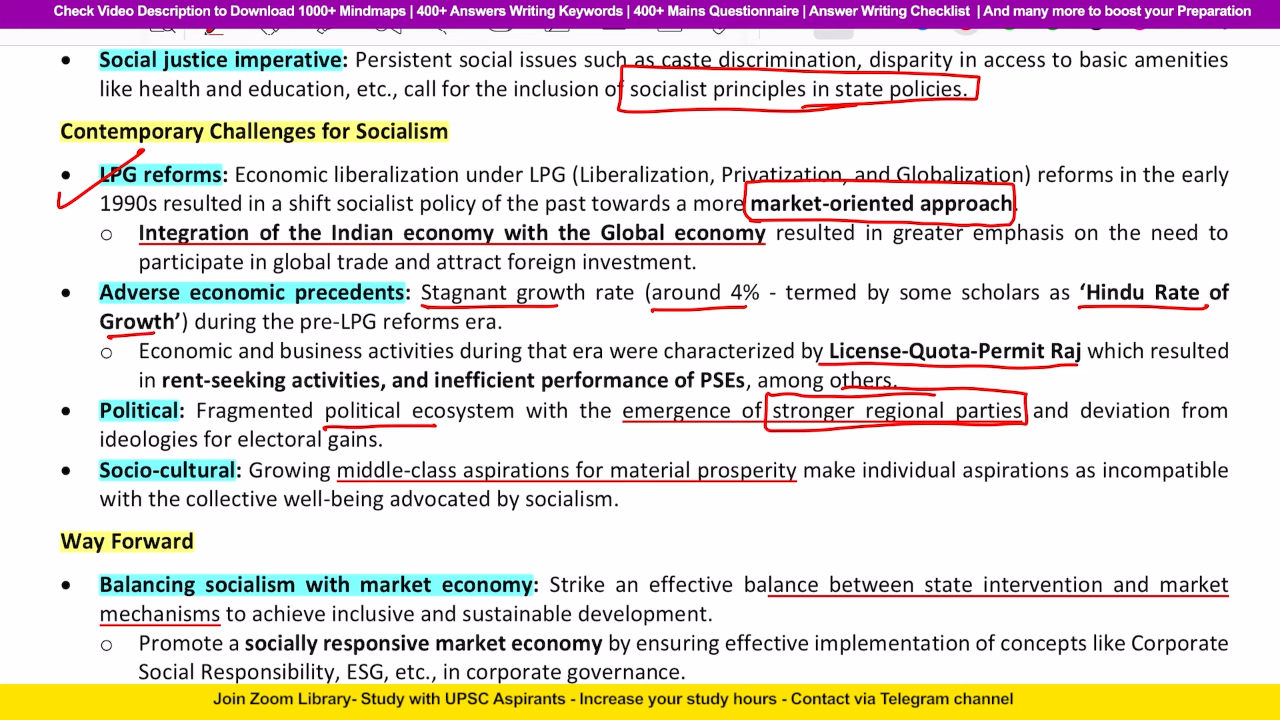 Check Video Description to Download 1000+ Mindmaps | 400+ Answers Writing Keywords | 400+ Mains Questionnaire | Answer Writing Checklist | And many more to boost your Preparation
• Social justice imperative: Persistent social issues such as caste discrimination, disparity in access to basic amenities
like health and education, etc., call for the inclusion of socialist principles in state policies.
Contemporary Challenges for Socialism
• LPG reforms: Economic liberalization under LPG (Liberalization, Privatization, and Globalization) reforms in the early
1990s resulted in a shift socialist policy of the past towards a more market-oriented approach.
o Integration of the Indian economy with the Global economy resulted in greater emphasis on the need to
participate in global trade and attract foreign investment.
• Adverse economic precedents: Stagnant growth rate (around 4% - termed by some scholars as ‘Hindu Rate of
Growth’) during the pre-LPG reforms era.
o Economic and business activities during that era were characterized by License-Quota-Permit Raj which resulted
in rent-seeking activities, and inefficient performance of PSEs, among others.
• Political: Fragmented political ecosystem with the emergence of stronger regional parties and deviation from
ideologies for electoral gains.
• Socio-cultural: Growing middle-class aspirations for material prosperity make individual aspirations as incompatible
with the collective well-being advocated by socialism.
Way Forward
• Balancing socialism with market economy: Strike an effective balance between state intervention and market
mechanisms to achieve inclusive and sustainable development.
o Promote a socially responsive market economy by ensuring effective implementation of concepts like Corporate
Social Responsibility, ESG, etc., in corporate governance.
Join Zoom Library- Study with UPSC Aspirants - Increase your study hours - Contact via Telegram channel